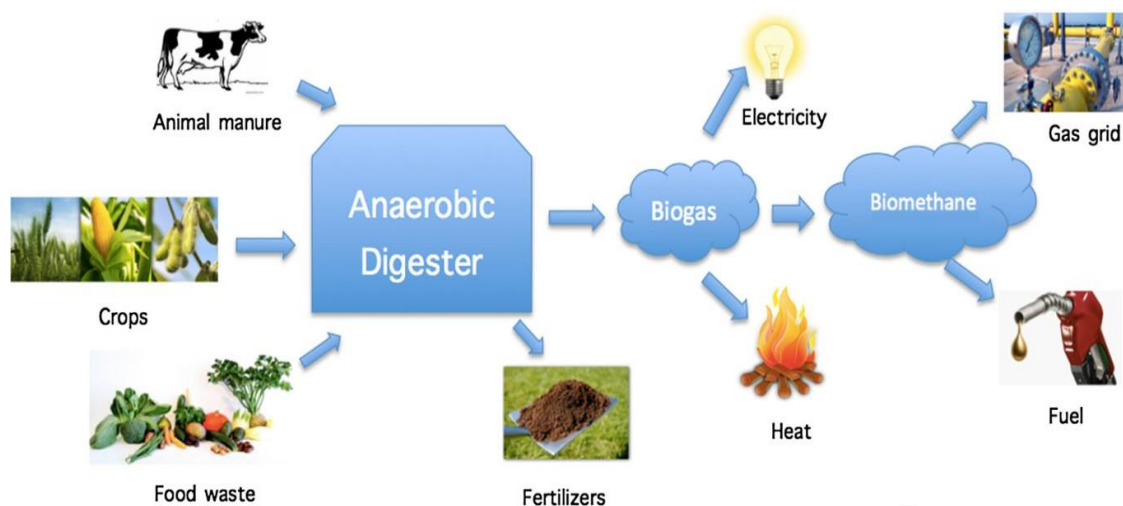 Animal manure
Crops
Food waste
Anaerobic
Digester
Fertilizers
Biogas
Electricity
Heat
Biomethane
Gas grid
Fuel